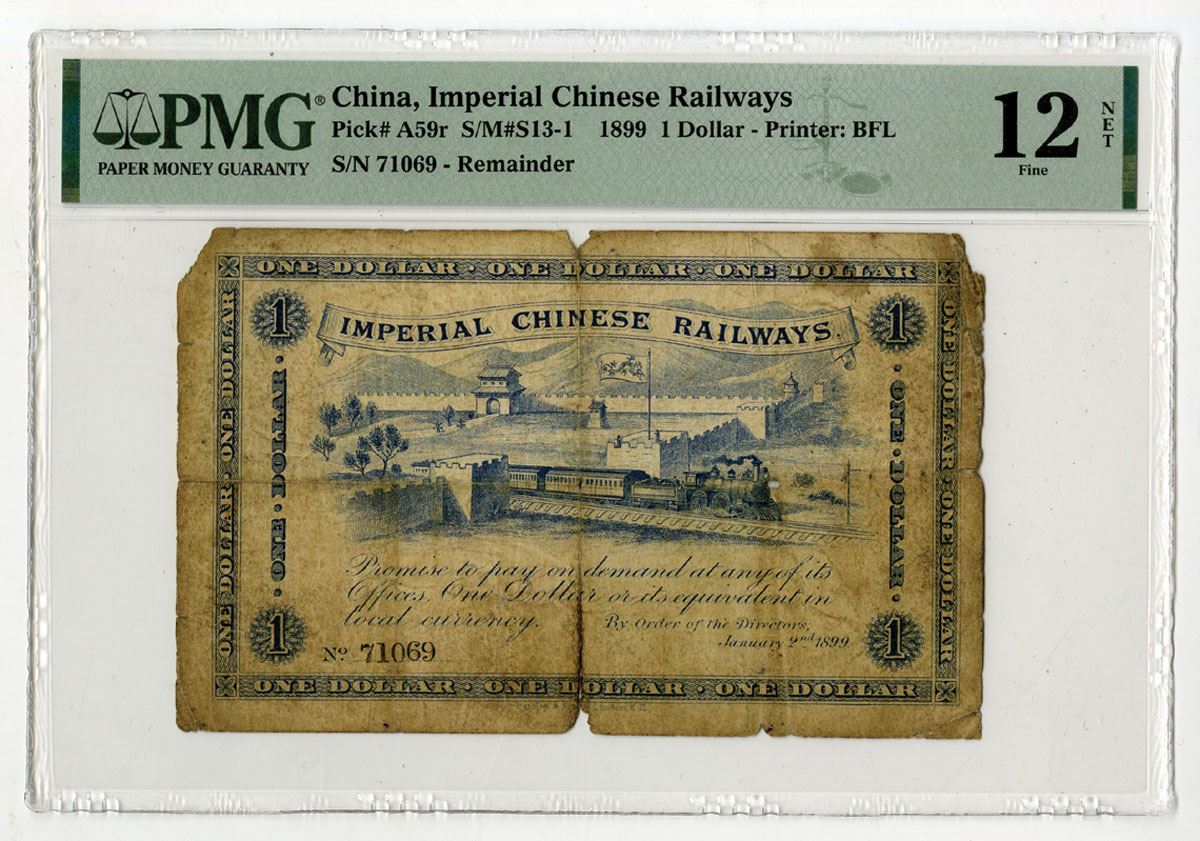 PMG®
PAPER MONEY GUARANTY
China, Imperial Chinese Railways
Pick# A59r S/M#S13-1 1899 1 Dollar - Printer: BFL
S/N 71069 - Remainder
12
NET
Fine
ONE DOLLAR · ONE DOLLAR · ONE DOLLAR
1
1
IMPERIAL CHINESE RAILWAYS.
ONE DOLLAR · ONE DOLLAR
· ONE · DOLLAR ·
· ONE · DOLLAR ·
ONE DOLLAR · ONE DOLLAR
Promise to pay on demand at any of its
Offices, One Dollar or its equivalent in
local currency.
By Order of the Directors,
January 2nd 1899
No 71069
1
1
ONE DOLLAR · ONE DOLLAR · ONE DOLLAR